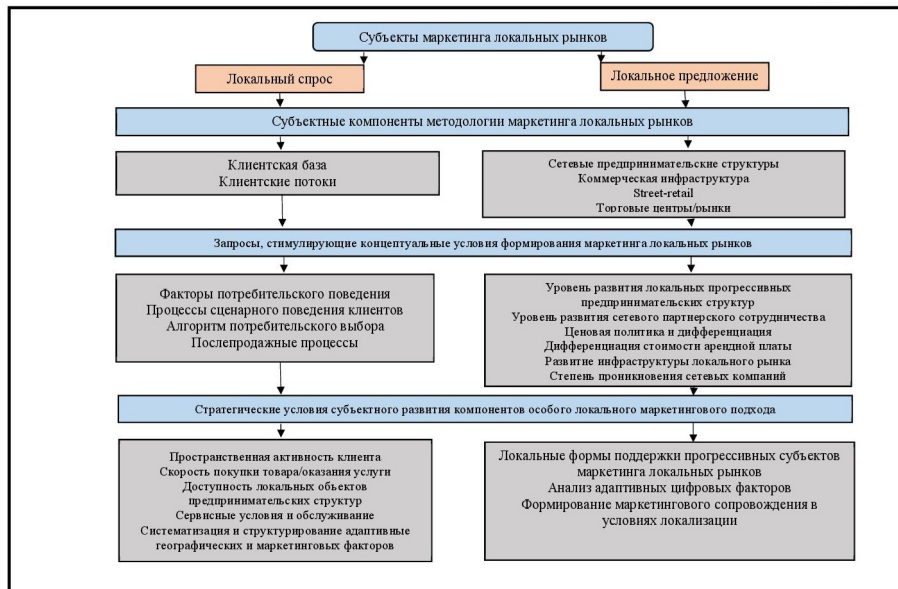 Субъекты маркетинга локальных рынков
Локальный спрос
Локальное предложение
Субъектные компоненты методологии маркетинга локальных рынков
Клиентская база
Клиентские потоки
Сетевые предпринимательские структуры
Коммерческая инфраструктура
Street-retail
Торговые центры/рынки
Запросы, стимулирующие концептуальные условия формирования маркетинга локальных рынков
Факторы потребительского поведения
Процессы сценарного поведения клиентов
Алгоритм потребительского выбора
Послепродажные процессы
Уровень развития локальных прогрессивных
предпринимательских структур
Уровень развития сетевого партнерского сотрудничества
Ценовая политика и дифференциация
Дифференциация стоимости арендной платы
Развитие инфраструктуры локального рынка
Степень проникновения сетевых компаний
Стратегические условия субъектного развития компонентов особого локального маркетингового подхода
Пространственная активность клиента
Скорость покупки товара/оказания услуги
Доступность локальных объектов
предпринимательских структур
Сервисные условия и обслуживание
Систематизация и структурирование адаптивные
географических и маркетинговых факторов
Локальные формы поддержки прогрессивных субъектов
маркетинга локальных рынков
Анализ адаптивных цифровых факторов
Формирование маркетингового сопровождения в
условиях локализации